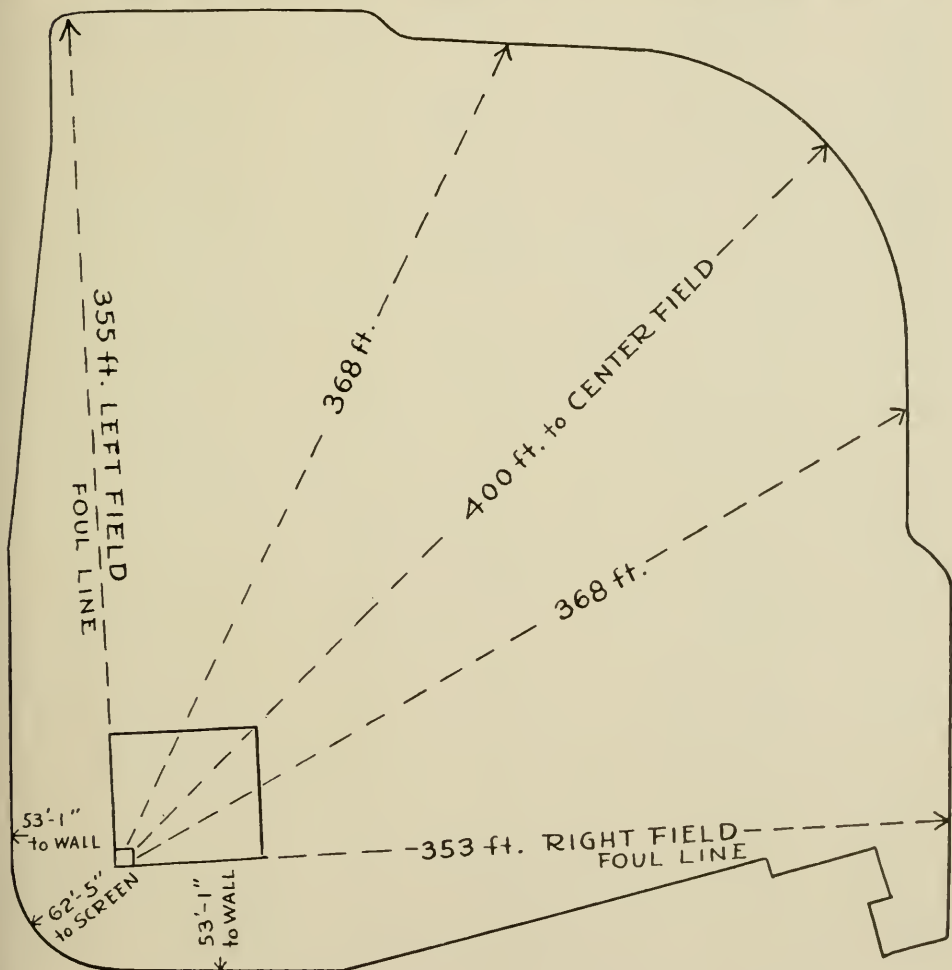 355 ft. LEFT FIELD
FOUL LINE
368 ft.
400 ft. to CENTER FIELD
368 ft.
353 ft. RIGHT FIELD
FOUL LINE
53'-1"
to WALL
62'-5"
to SCREEN
53'-1"
to WALL